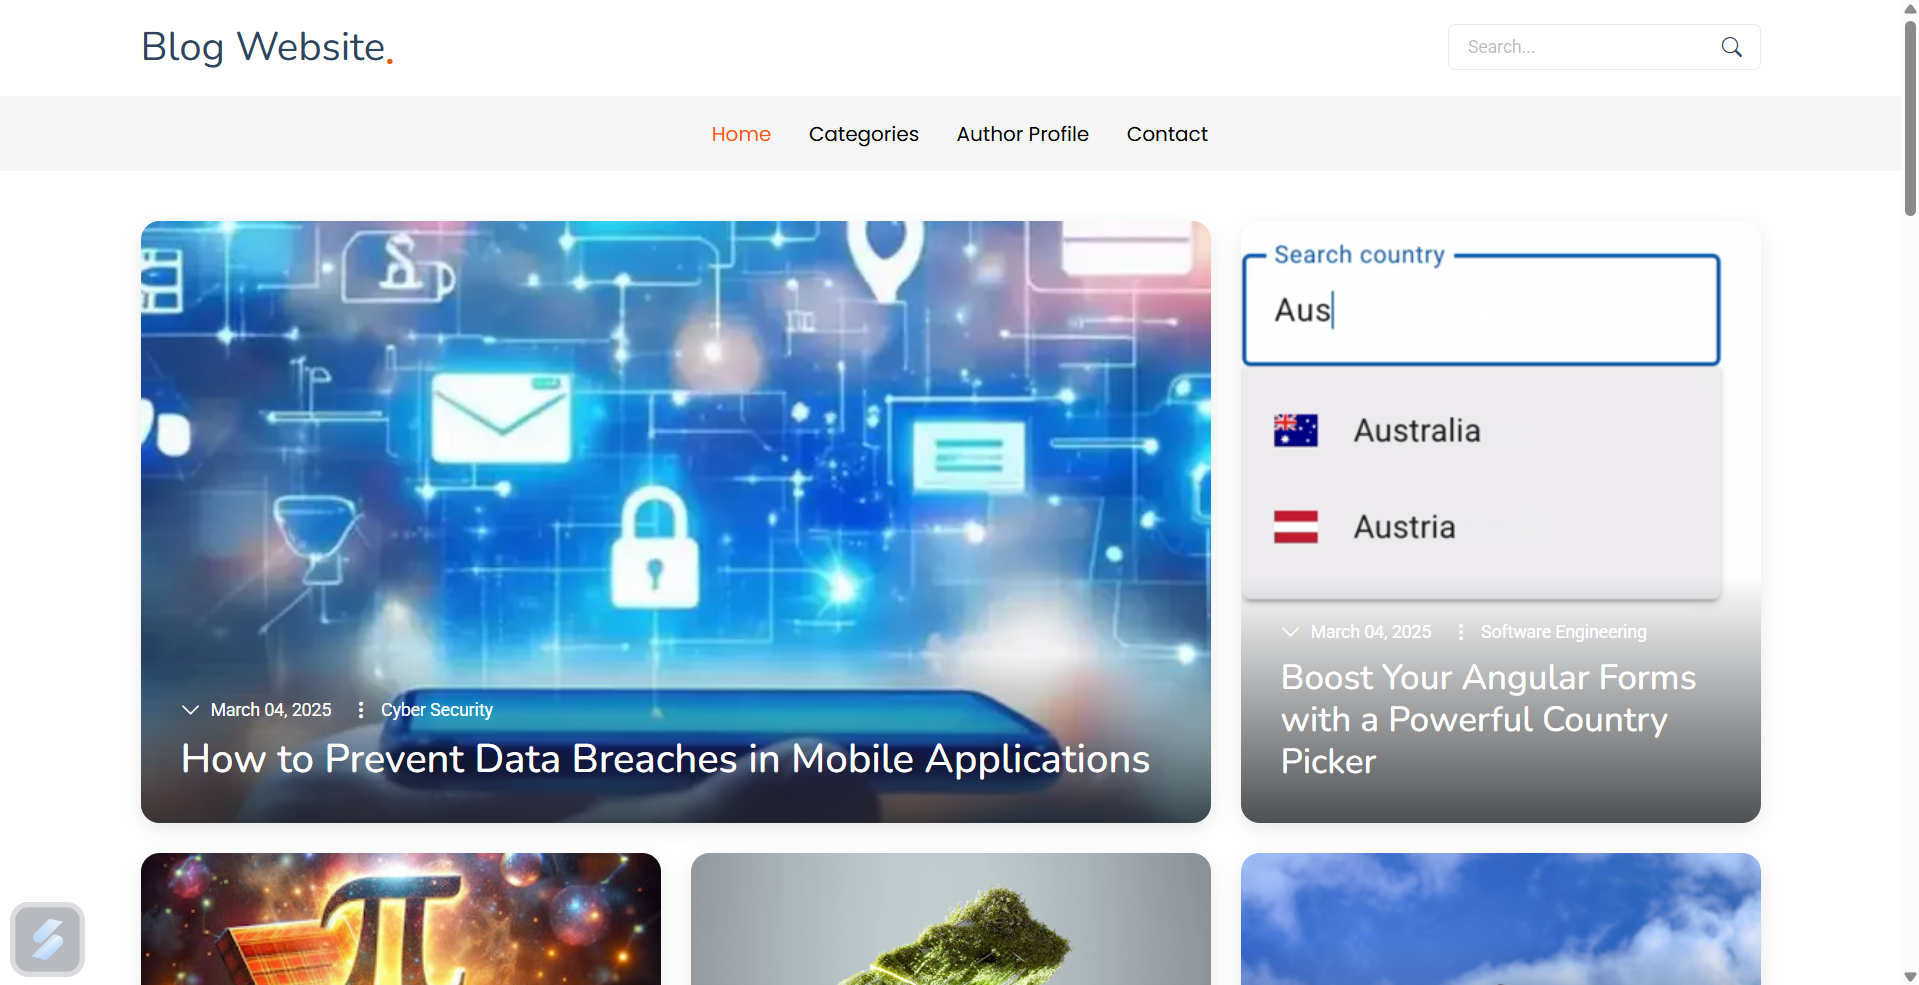 Blog Website.
Search...
Home
Categories
Author Profile
Contact
Search country
Aus
Australia
Austria
March 04, 2025
Software Engineering
Boost Your Angular Forms
with a Powerful Country
Picker
March 04, 2025
Cyber Security
How to Prevent Data Breaches in Mobile Applications